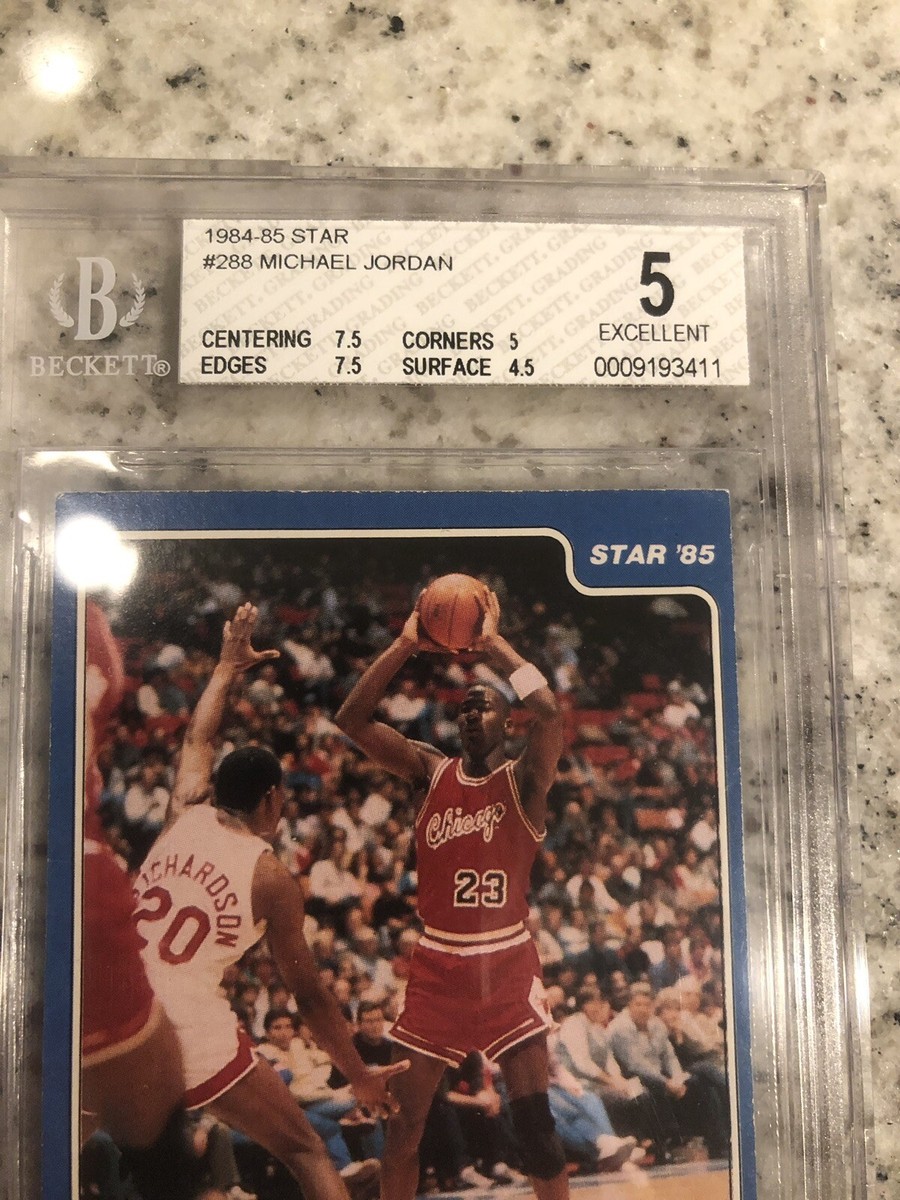 B
BECKETT®
1984-85 STAR
#288 MICHAEL JORDAN
CENTERING 7.5 CORNERS 5
EDGES 7.5 SURFACE 4.5
5
EXCELLENT
0009193411
STAR '85
Chicago
23
RICHARDSON
20